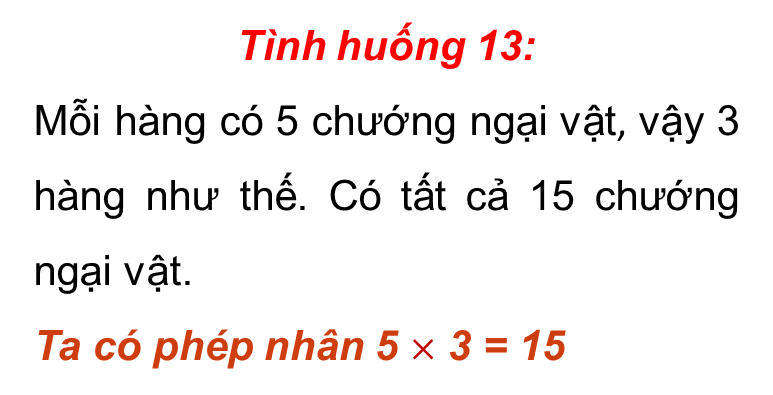 Tình huống 13:
Mỗi hàng có 5 chướng ngại vật, vậy 3
hàng như thế. Có tất cả 15 chướng
ngại vật.
Ta có phép nhân 5 × 3 = 15